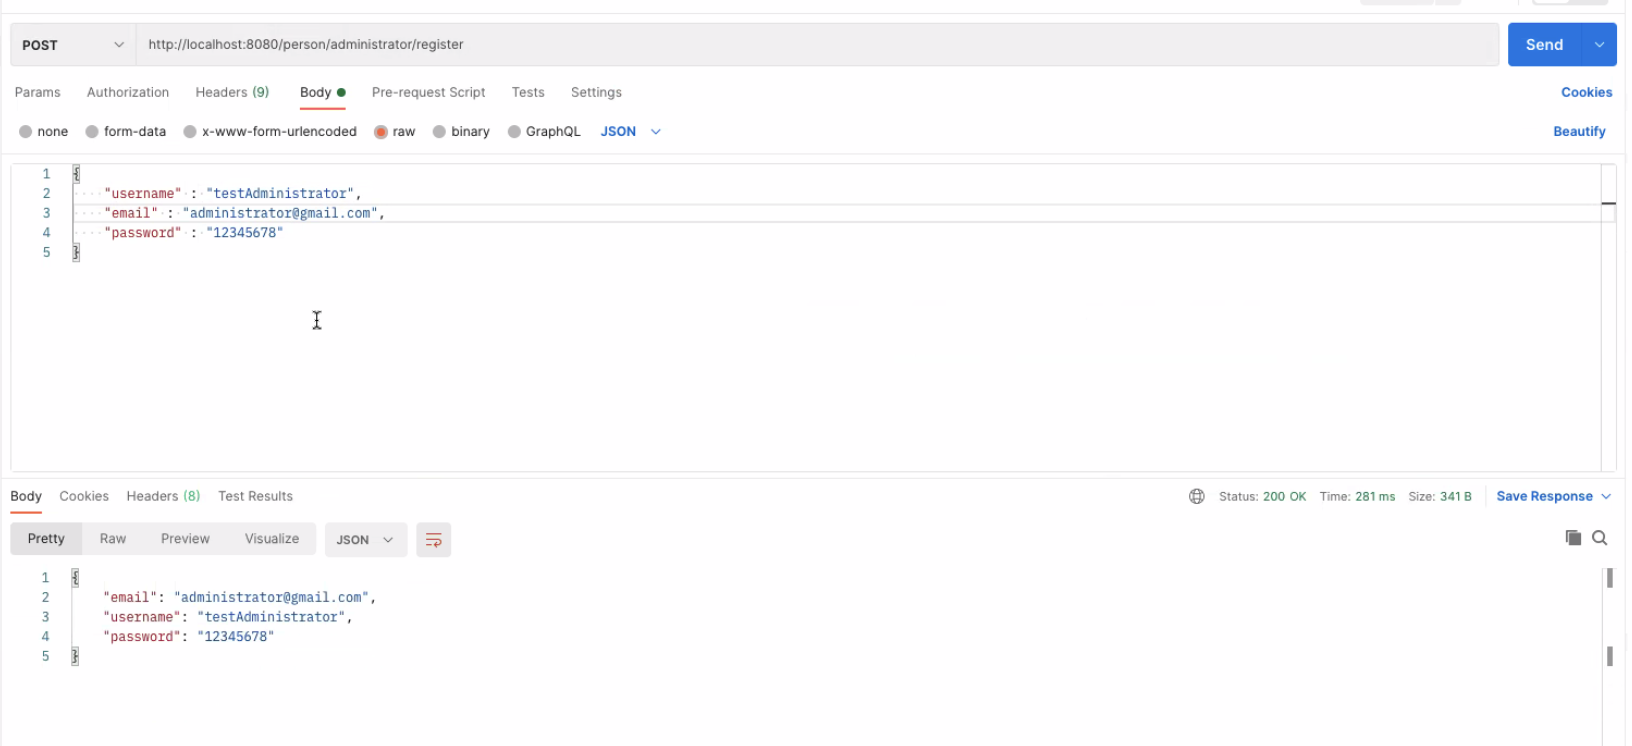 POST http://localhost:8080/person/administrator/register Send
Params Authorization Headers (9) Body Pre-request Script Tests Settings Cookies
none form-data x-www-form-urlencoded raw binary GraphQL JSON Beautify
1 {
2 "username" : "testAdministrator",
3 "email" : "administrator@gmail.com",
4 "password" : "12345678"
5 }
Body Cookies Headers (8) Test Results Status: 200 OK Time: 281 ms Size: 341 B Save Response
Pretty Raw Preview Visualize JSON
1 {
2 "email": "administrator@gmail.com",
3 "username": "testAdministrator",
4 "password": "12345678"
5 }